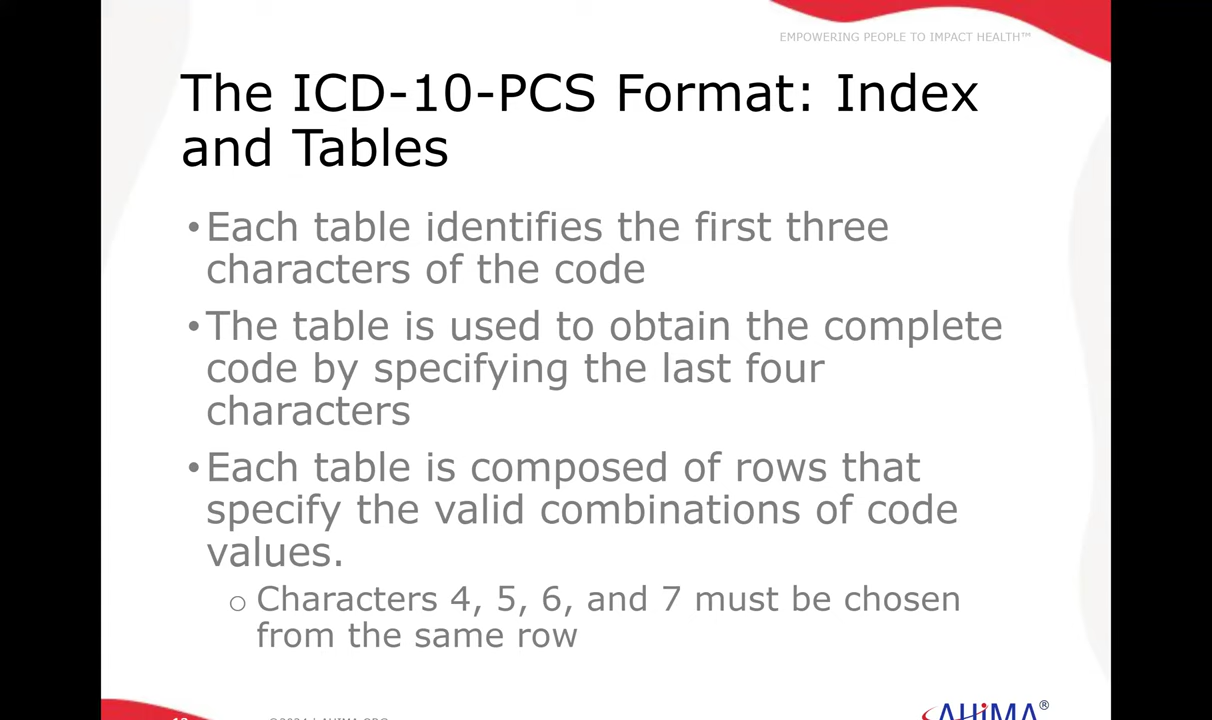 EMPOWERING PEOPLE TO IMPACT HEALTH™
The ICD-10-PCS Format: Index
and Tables
•Each table identifies the first three
characters of the code
•The table is used to obtain the complete
code by specifying the last four
characters
•Each table is composed of rows that
specify the valid combinations of code
values.
o Characters 4, 5, 6, and 7 must be chosen
from the same row
AHIMA®